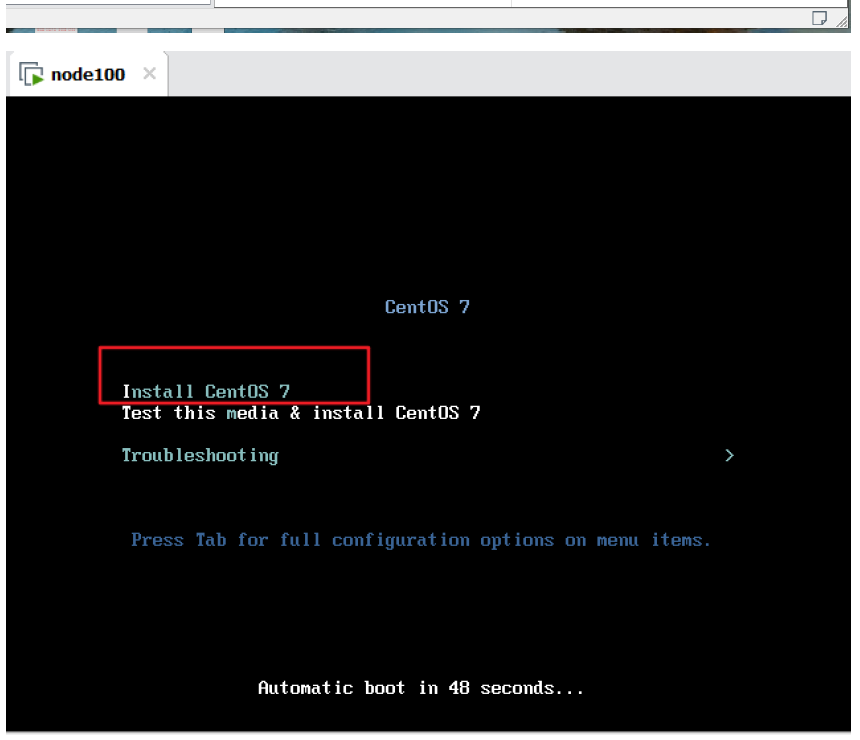 node100
CentOS 7
Install CentOS 7
Test this media & install CentOS 7
Troubleshooting >
Press Tab for full configuration options on menu items.
Automatic boot in 48 seconds...